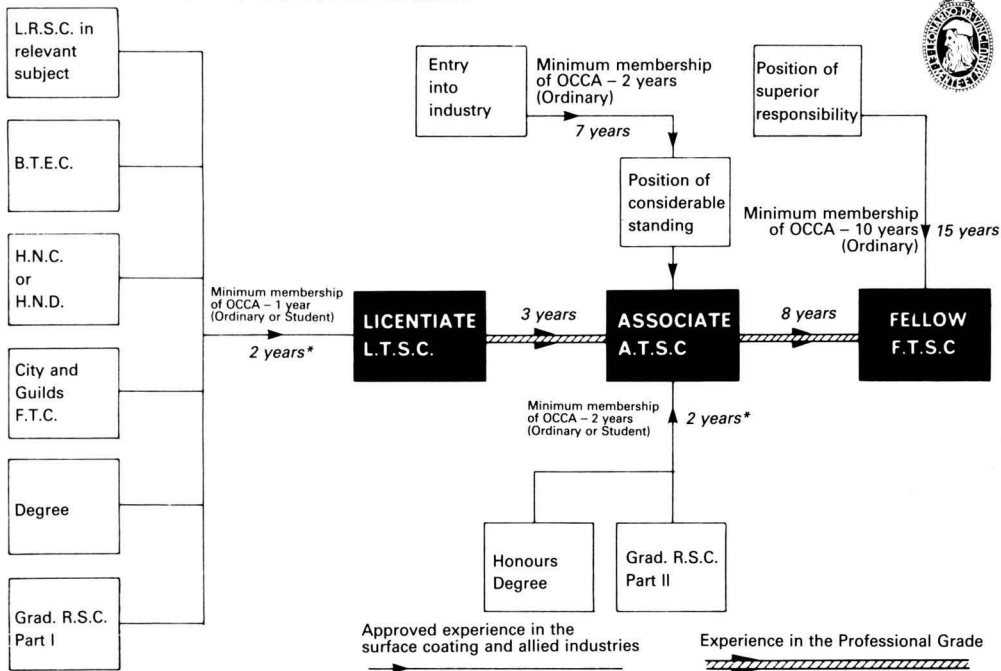 L.R.S.C. in
relevant
subject
B.T.E.C.
H.N.C.
or
H.N.D.
City and
Guilds
F.T.C.
Degree
Grad. R.S.C.
Part I
Minimum membership
of OCCA – 1 year
(Ordinary or Student)
2 years*
LICENTIATE
L.T.S.C.
3 years
Entry
into
industry
Minimum membership
of OCCA – 2 years
(Ordinary)
7 years
Position of
considerable
standing
ASSOCIATE
A.T.S.C
Minimum membership
of OCCA – 2 years
(Ordinary or Student)
2 years*
Honours
Degree
Grad. R.S.C.
Part II
8 years
Position of
superior
responsibility
Minimum membership
of OCCA – 10 years
(Ordinary)
15 years
FELLOW
F.T.S.C
Approved experience in the
surface coating and allied industries
Experience in the Professional Grade